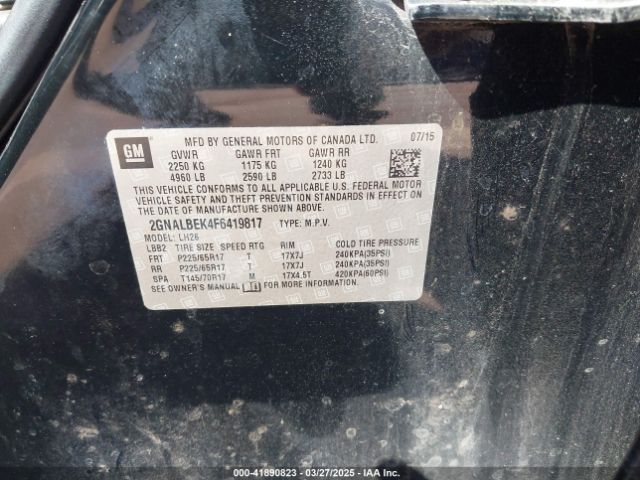 GM
MFD BY GENERAL MOTORS OF CANADA LTD. 07/15
GVWR GAWR FRT GAWR RR
2250 KG 1175 KG 1240 KG
4960 LB 2590 LB 2733 LB
THIS VEHICLE CONFORMS TO ALL APPLICABLE U.S. FEDERAL MOTOR
VEHICLE SAFETY AND THEFT PREVENTION STANDARDS IN EFFECT ON
THE DATE OF MANUFACTURE SHOWN ABOVE.
2GNALBEK4F6419817 TYPE: M.P.V.
MODEL: LH26
LBB2 TIRE SIZE SPEED RTG RIM COLD TIRE PRESSURE
FRT P225/65R17 T 17X7J 240KPA(35PSI)
RR P225/65R17 T 17X7J 240KPA(35PSI)
SPA T145/70R17 M 17X4.5T 420KPA(60PSI)
SEE OWNER'S MANUAL FOR MORE INFORMATION.
000-41890823 — 03/27/2025 — IAA Inc.